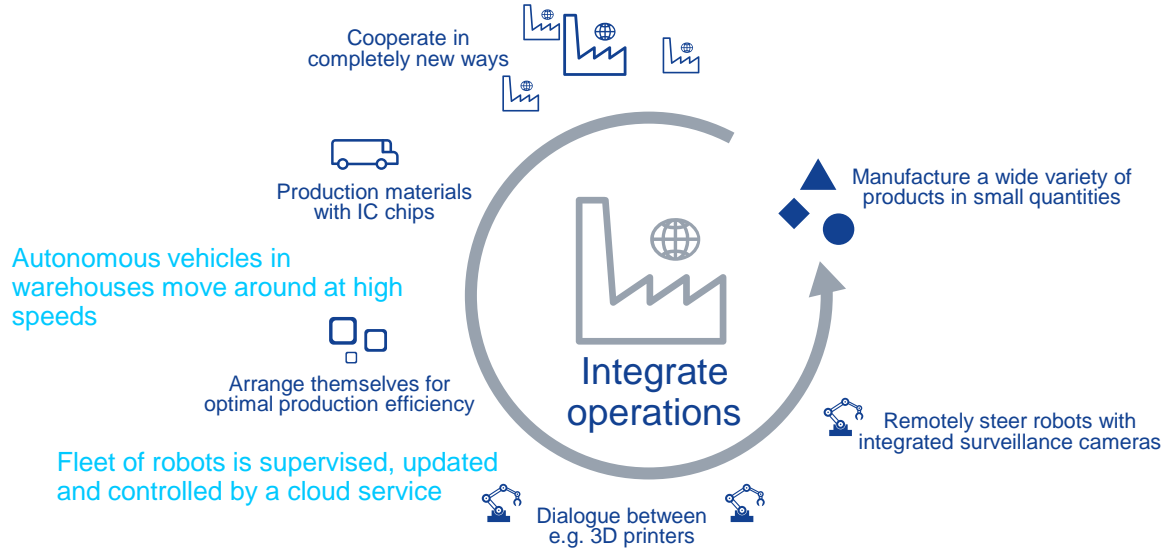 Cooperate in
completely new ways
Production materials
with IC chips
Manufacture a wide variety of
products in small quantities
Autonomous vehicles in
warehouses move around at high
speeds
Integrate
operations
Arrange themselves for
optimal production efficiency
Remotely steer robots with
integrated surveillance cameras
Fleet of robots is supervised, updated
and controlled by a cloud service
Dialogue between
e.g. 3D printers